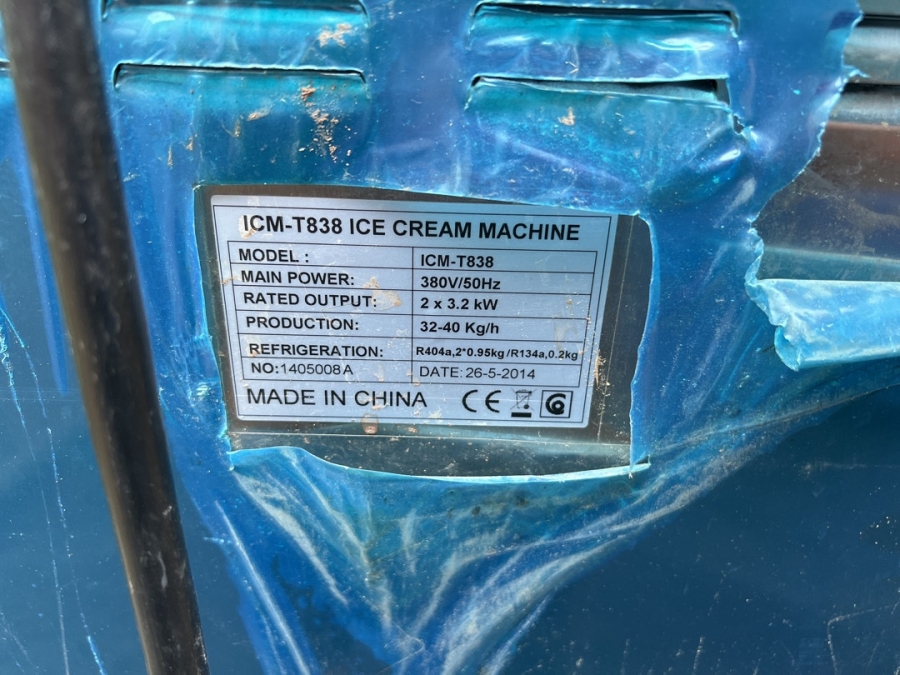 ICM-T838 ICE CREAM MACHINE
MODEL : ICM-T838
MAIN POWER: 380V/50Hz
RATED OUTPUT: 2 x 3.2 kW
PRODUCTION: 32-40 Kg/h
REFRIGERATION: R404a,2*0.95kg/R134a,0.2kg
NO:1405008A DATE: 26-5-2014
MADE IN CHINA CE